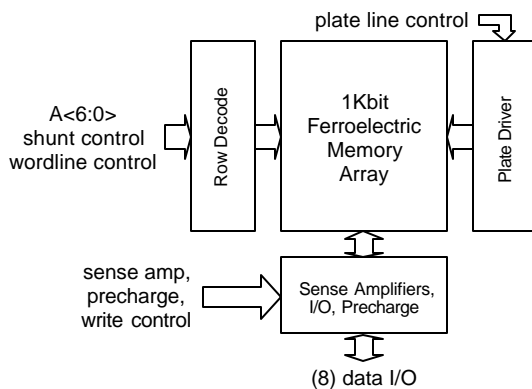 plate line control
A<6:0>
shunt control
wordline control
Row Decode
1Kbit
Ferroelectric
Memory
Array
Plate Driver
sense amp,
precharge,
write control
Sense Amplifiers,
I/O, Precharge
(8) data I/O